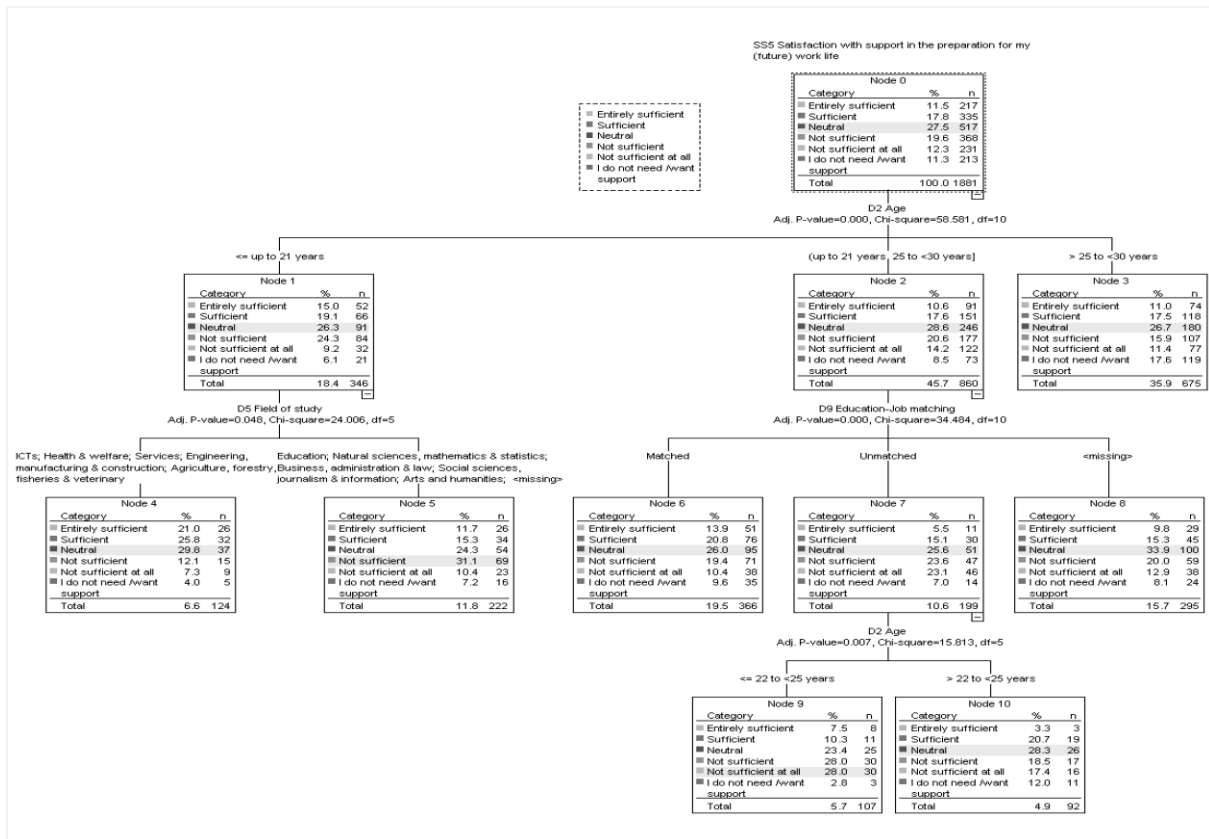 SS5 Satisfaction with support in the preparation for my
(future) work life
Entirely sufficient
Sufficient
Neutral
Not sufficient
Not sufficient at all
I do not need /want
support
Node 0
Category % n
Entirely sufficient 11.5 217
Sufficient 17.8 335
Neutral 27.5 517
Not sufficient 19.6 368
Not sufficient at all 12.3 231
I do not need /want 11.3 213
support
Total 100.0 1881
D2 Age
Adj. P-value=0.000, Chi-square=58.581, df=10
<= up to 21 years
(up to 21 years, 25 to <30 years]
> 25 to <30 years
Node 1
Category % n
Entirely sufficient 15.0 52
Sufficient 19.1 66
Neutral 26.3 91
Not sufficient 24.3 84
Not sufficient at all 9.2 32
I do not need /want 6.1 21
support
Total 18.4 346
Node 2
Category % n
Entirely sufficient 10.6 91
Sufficient 17.6 151
Neutral 28.6 246
Not sufficient 20.6 177
Not sufficient at all 14.2 122
I do not need /want 8.5 73
support
Total 45.7 860
Node 3
Category % n
Entirely sufficient 11.0 74
Sufficient 17.5 118
Neutral 26.7 180
Not sufficient 15.9 107
Not sufficient at all 11.4 77
I do not need /want 17.6 119
support
Total 35.9 675
D5 Field of study
Adj. P-value=0.048, Chi-square=24.006, df=5
D9 Education-Job matching
Adj. P-value=0.000, Chi-square=34.484, df=10
ICTs; Health & welfare; Services; Engineering,
manufacturing & construction; Agriculture, forestry,
fisheries & veterinary
Education; Natural sciences, mathematics & statistics;
Business, administration & law; Social sciences,
journalism & information; Arts and humanities; <missing>
Matched
Unmatched
<missing>
Node 4
Category % n
Entirely sufficient 21.0 26
Sufficient 25.8 32
Neutral 29.8 37
Not sufficient 12.1 15
Not sufficient at all 7.3 9
I do not need /want 4.0 5
support
Total 6.6 124
Node 5
Category % n
Entirely sufficient 11.7 26
Sufficient 15.3 34
Neutral 24.3 54
Not sufficient 31.1 69
Not sufficient at all 10.4 23
I do not need /want 7.2 16
support
Total 11.8 222
Node 6
Category % n
Entirely sufficient 13.9 51
Sufficient 20.8 76
Neutral 26.0 95
Not sufficient 19.4 71
Not sufficient at all 10.4 38
I do not need /want 9.6 35
support
Total 19.5 366
Node 7
Category % n
Entirely sufficient 5.5 11
Sufficient 15.1 30
Neutral 25.6 51
Not sufficient 23.6 47
Not sufficient at all 23.1 46
I do not need /want 7.0 14
support
Total 10.6 199
Node 8
Category % n
Entirely sufficient 9.8 29
Sufficient 15.3 45
Neutral 33.9 100
Not sufficient 20.0 59
Not sufficient at all 12.9 38
I do not need /want 8.1 24
support
Total 15.7 295
D2 Age
Adj. P-value=0.007, Chi-square=15.813, df=5
<= 22 to <25 years
> 22 to <25 years
Node 9
Category % n
Entirely sufficient 7.5 8
Sufficient 10.3 11
Neutral 23.4 25
Not sufficient 28.0 30
Not sufficient at all 28.0 30
I do not need /want 2.8 3
support
Total 5.7 107
Node 10
Category % n
Entirely sufficient 3.3 3
Sufficient 20.7 19
Neutral 28.3 26
Not sufficient 18.5 17
Not sufficient at all 17.4 16
I do not need /want 12.0 11
support
Total 4.9 92